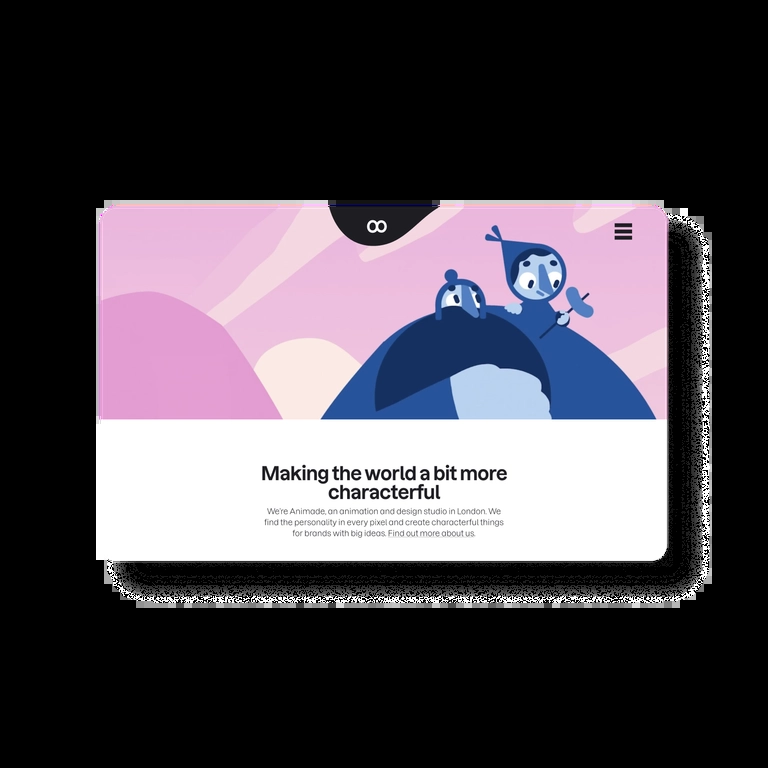 Making the world a bit more
characterful
We're Animade, an animation and design studio in London. We
find the personality in every pixel and create characterful things
for brands with big ideas. Find out more about us.